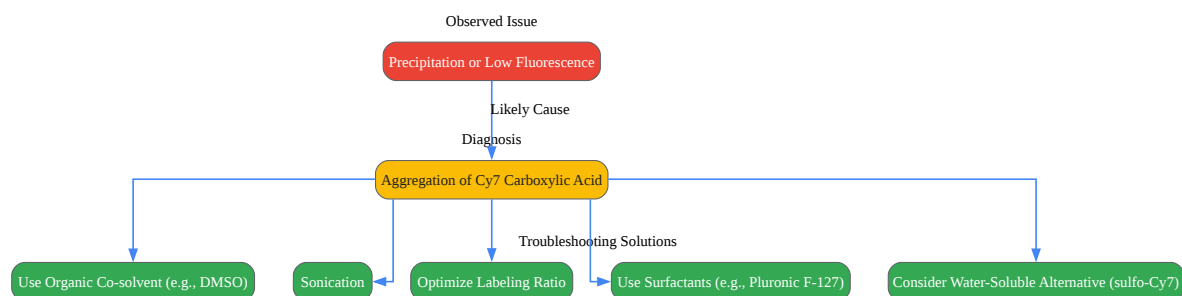 Observed Issue
Precipitation or Low Fluorescence
Likely Cause
Diagnosis
Aggregation of Cy7 Carboxylic Acid
Troubleshooting Solutions
Use Organic Co-solvent (e.g., DMSO)
Sonication
Optimize Labeling Ratio
Use Surfactants (e.g., Pluronic F-127)
Consider Water-Soluble Alternative (sulfo-Cy7)